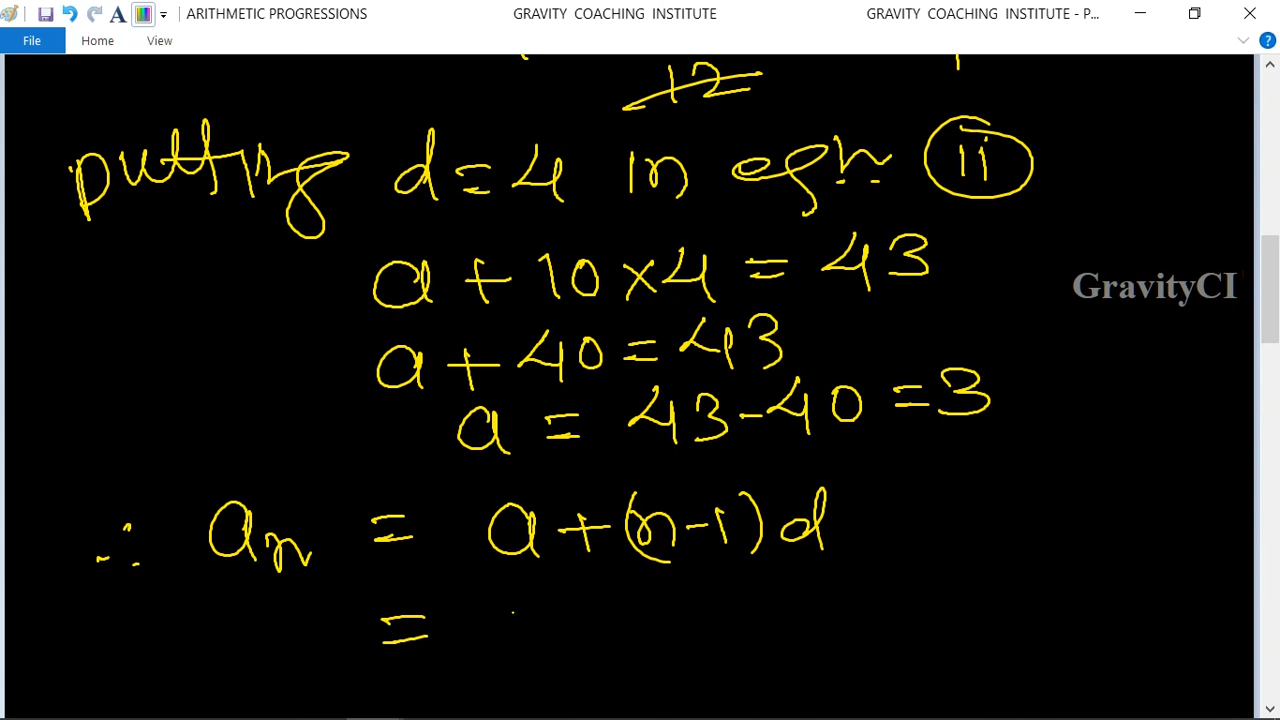 ARITHMETIC PROGRESSIONS GRAVITY COACHING INSTITUTE GRAVITY COACHING INSTITUTE - P...
File Home View
12
putting d=4 in eqn. (ii)
a + 10×4 = 43
GravityCI
a + 40 = 43
a = 43-40 = 3
∴ an = a+(n-1)d
=